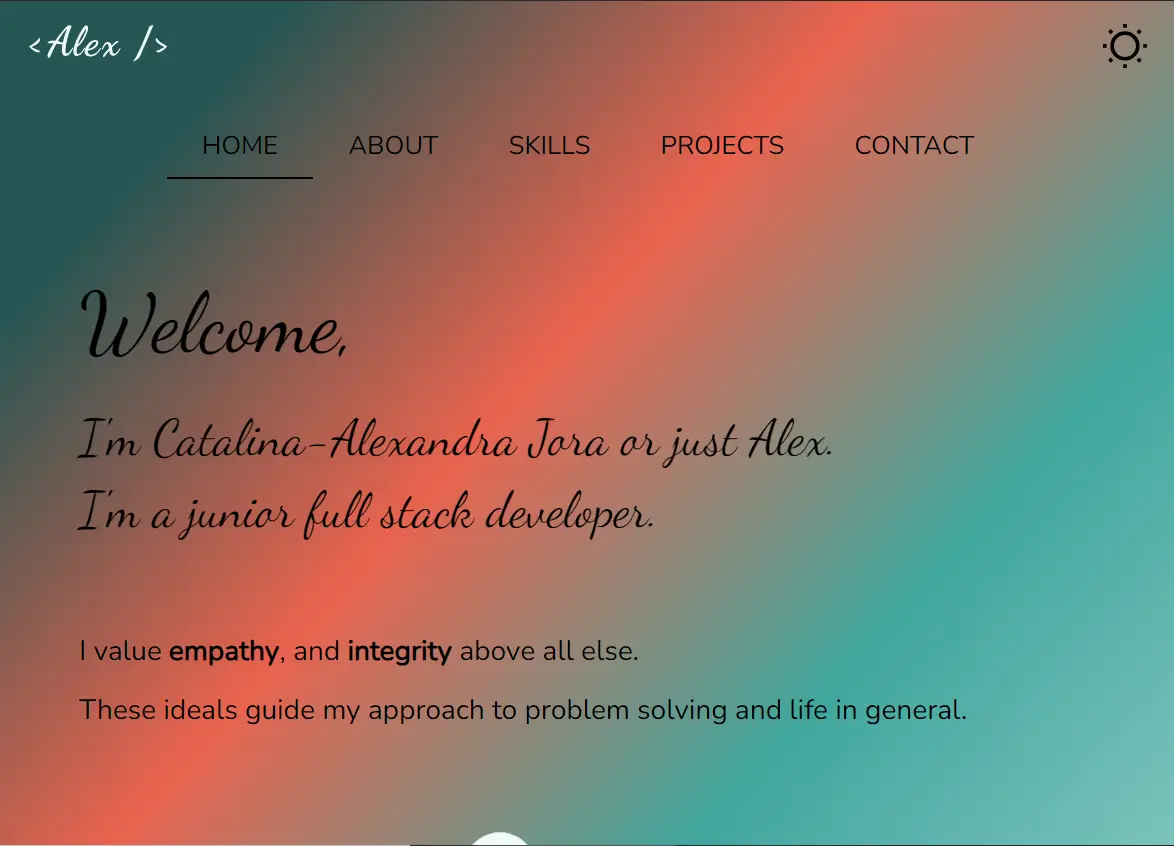 <Alex />
HOME ABOUT SKILLS PROJECTS CONTACT
Welcome,
I'm Catalina-Alexandra Jora or just Alex.
I'm a junior full stack developer.
I value empathy, and integrity above all else.
These ideals guide my approach to problem solving and life in general.